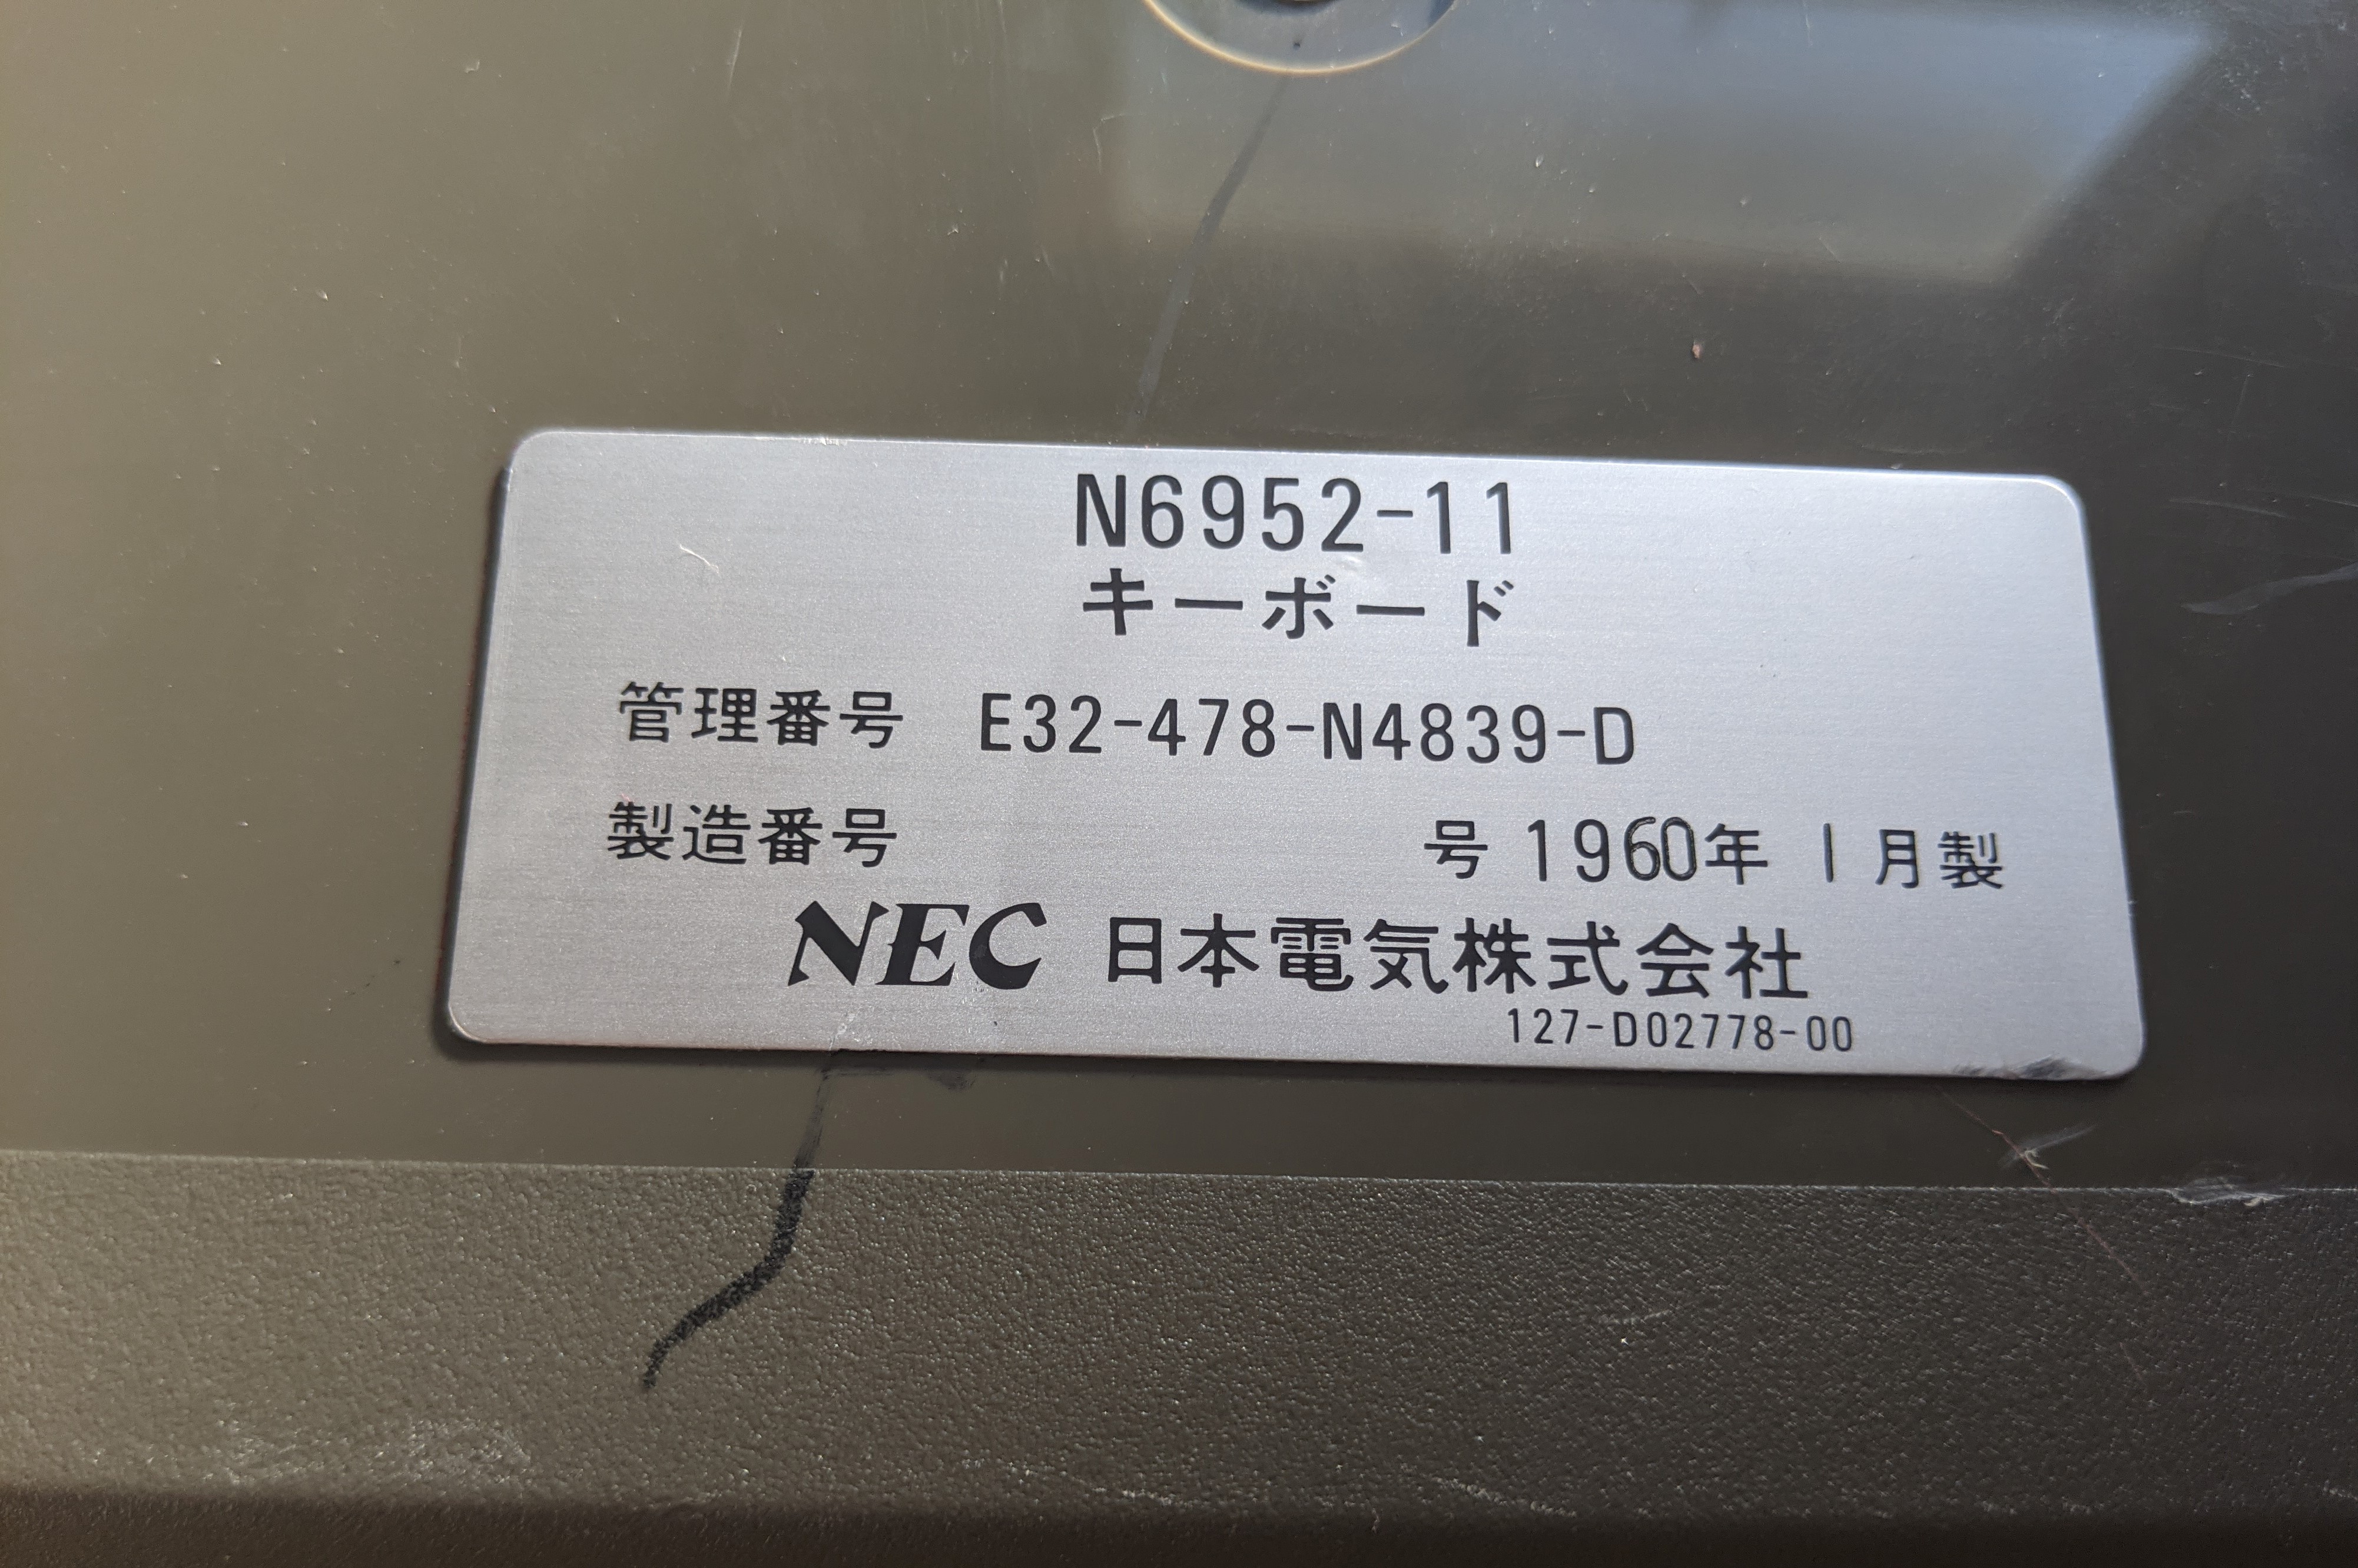 N6952-11
キーボード
管理番号 E32-478-N4839-D
製造番号 号 1960年 1月製
NEC 日本電気株式会社
127-D02778-00